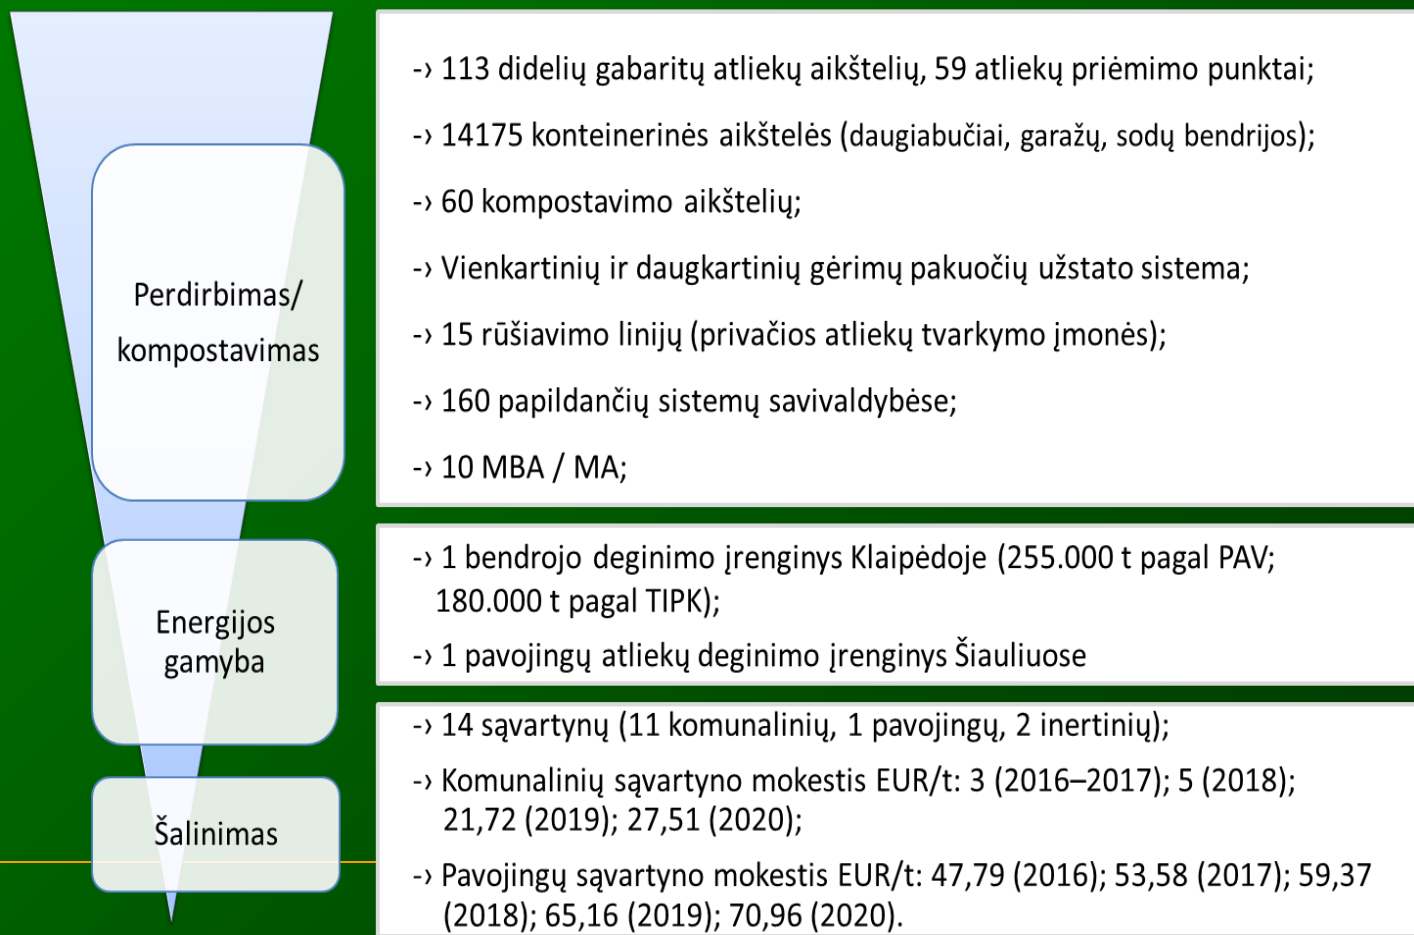 Perdirbimas/
kompostavimas
-› 113 didelių gabaritų atliekų aikštelių, 59 atliekų priėmimo punktai;
-› 14175 konteinerinės aikštelės (daugiabučiai, garažų, sodų bendrijos);
-› 60 kompostavimo aikštelių;
-› Vienkartinių ir daugkartinių gėrimų pakuočių užstato sistema;
-› 15 rūšiavimo linijų (privačios atliekų tvarkymo įmonės);
-› 160 papildančių sistemų savivaldybėse;
-› 10 MBA / MA;
Energijos
gamyba
-› 1 bendrojo deginimo įrenginys Klaipėdoje (255.000 t pagal PAV;
180.000 t pagal TIPK);
-› 1 pavojingų atliekų deginimo įrenginys Šiauliuose
Šalinimas
-› 14 sąvartynų (11 komunalinių, 1 pavojingų, 2 inertinių);
-› Komunalinių sąvartyno mokestis EUR/t: 3 (2016–2017); 5 (2018);
21,72 (2019); 27,51 (2020);
-› Pavojingų sąvartyno mokestis EUR/t: 47,79 (2016); 53,58 (2017); 59,37
(2018); 65,16 (2019); 70,96 (2020).